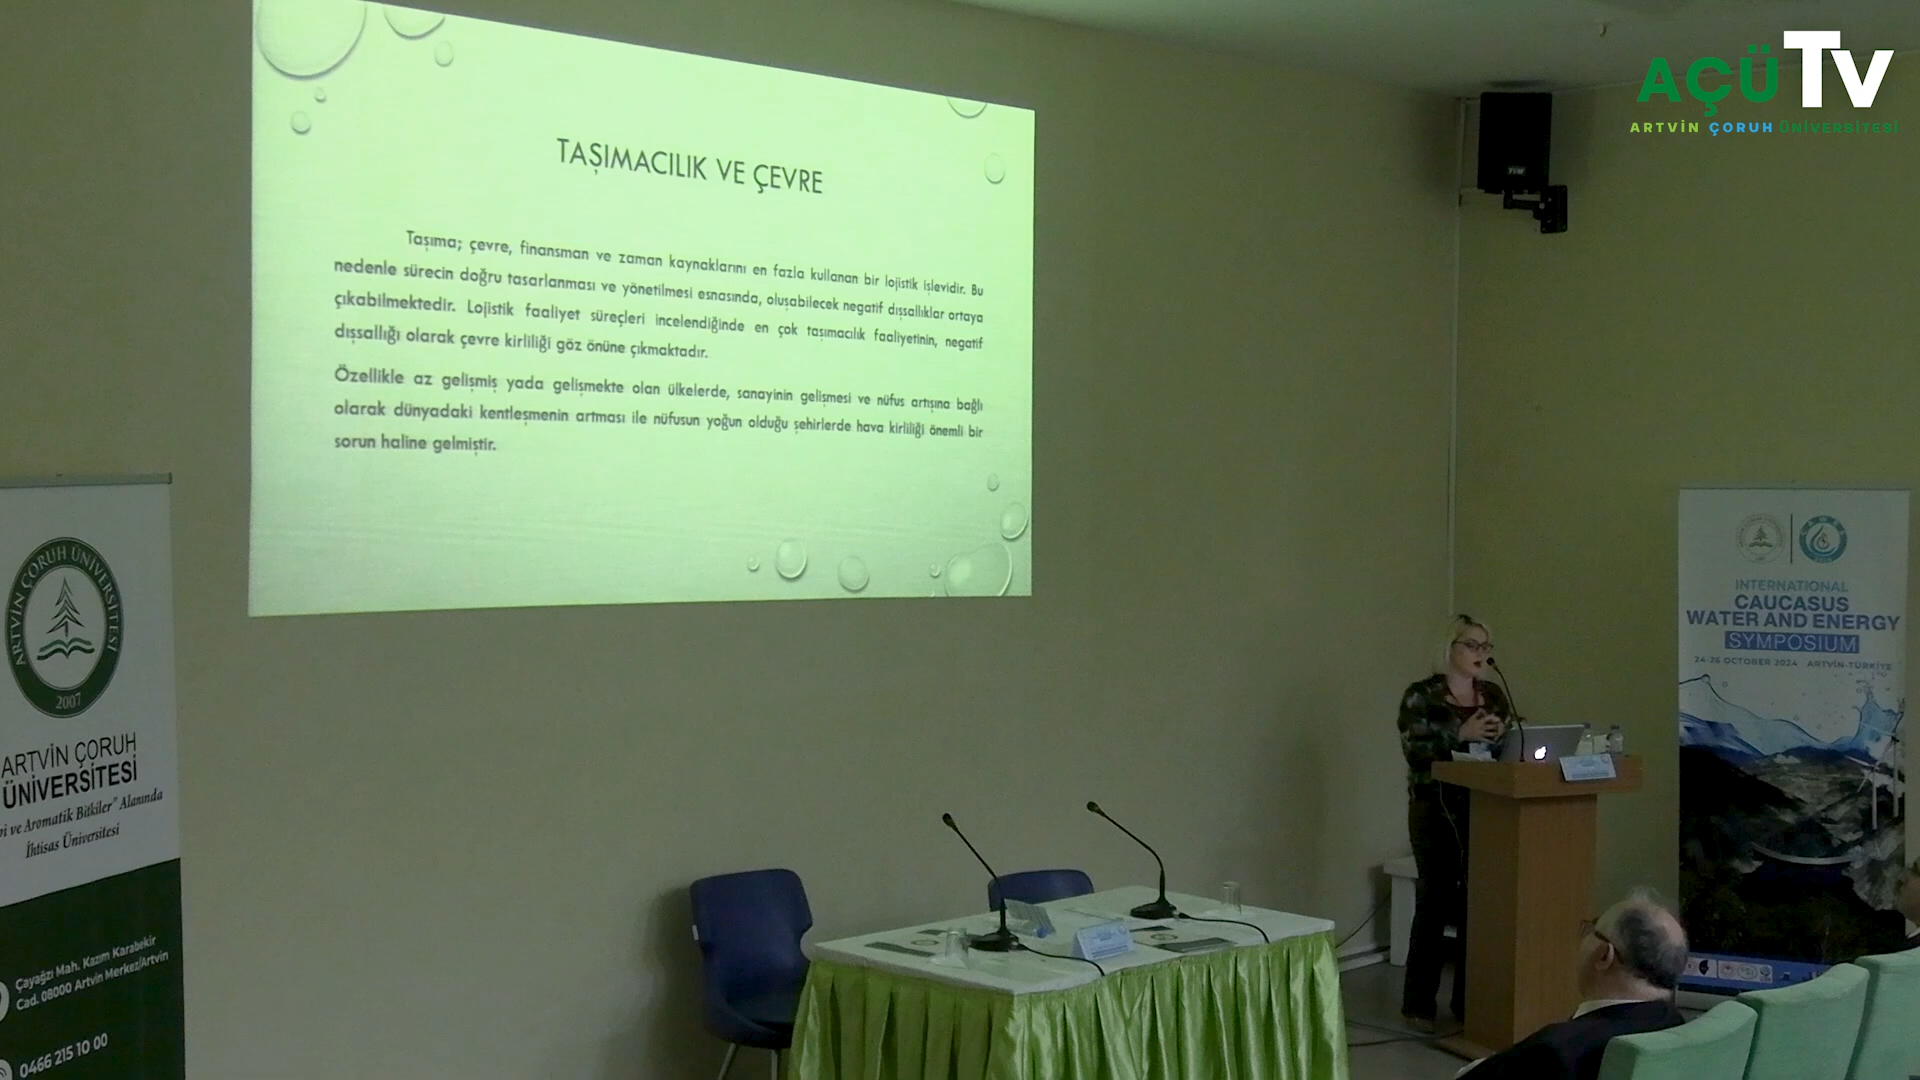 AÇÜTV
ARTVİN ÇORUH ÜNİVERSİTESİ
TAŞIMACILIK VE ÇEVRE
Taşıma; çevre, finansman ve zaman kaynaklarını en fazla kullanan bir lojistik işlevidir. Bu
nedenle sürecin doğru tasarlanması ve yönetilmesi esnasında, oluşabilecek negatif dışsallıklar ortaya
çıkabilmektedir. Lojistik faaliyet süreçleri incelendiğinde en çok taşımacılık faaliyetinin, negatif
dışsallığı olarak çevre kirliliği göz önüne çıkmaktadır.
Özellikle az gelişmiş yada gelişmekte olan ülkelerde, sanayinin gelişmesi ve nüfus artışına bağlı
olarak dünyadaki kentleşmenin artması ile nüfusun yoğun olduğu şehirlerde hava kirliliği önemli bir
sorun haline gelmiştir.
ARTVİN ÇORUH ÜNİVERSİTESİ
2007
ARTVİN ÇORUH
ÜNİVERSİTESİ
ve Aromatik Bitkiler" Alanında
İhtisas Üniversitesi
Çayağzı Mah. Kazım Karabekir
Cad. 08000 Artvin Merkez/Artvin
0466 215 10 00
INTERNATIONAL
CAUCASUS
WATER AND ENERGY
SYMPOSIUM
24-26 OCTOBER 2024 ARTVİN-TÜRKİYE